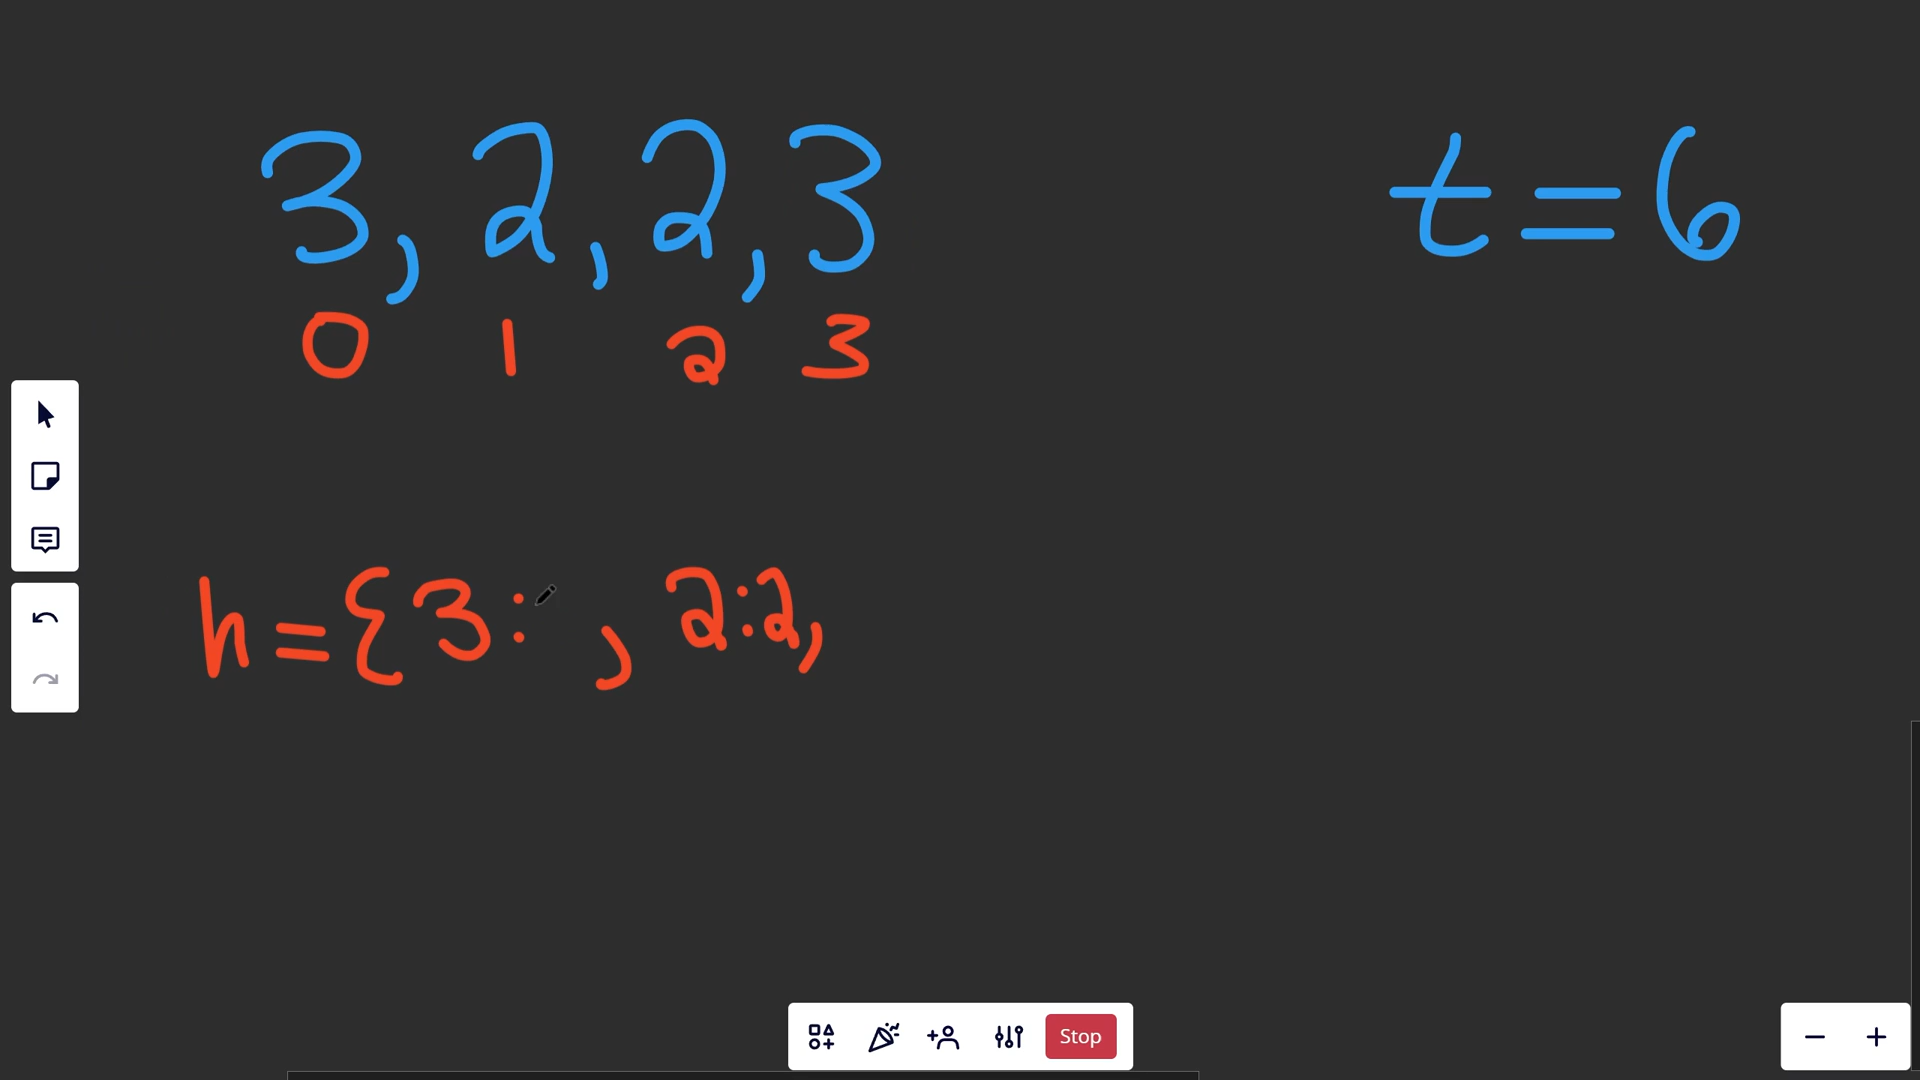 3, 2, 2, 3
t=6
0 1 2 3
h={3: , 2:2,
Stop